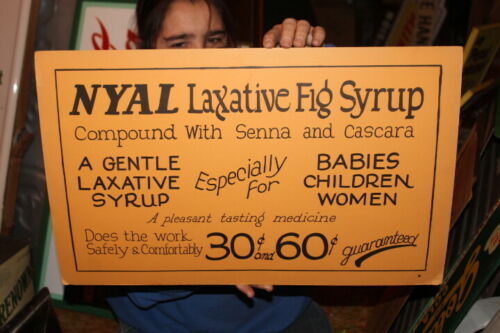 NYAL Laxative Fig Syrup
Compound With Senna and Cascara
A GENTLE
LAXATIVE
SYRUP
Especially
For
BABIES
CHILDREN
WOMEN
A pleasant tasting medicine
Does the work
Safely & Comfortably
30¢ and 60¢
guaranteed